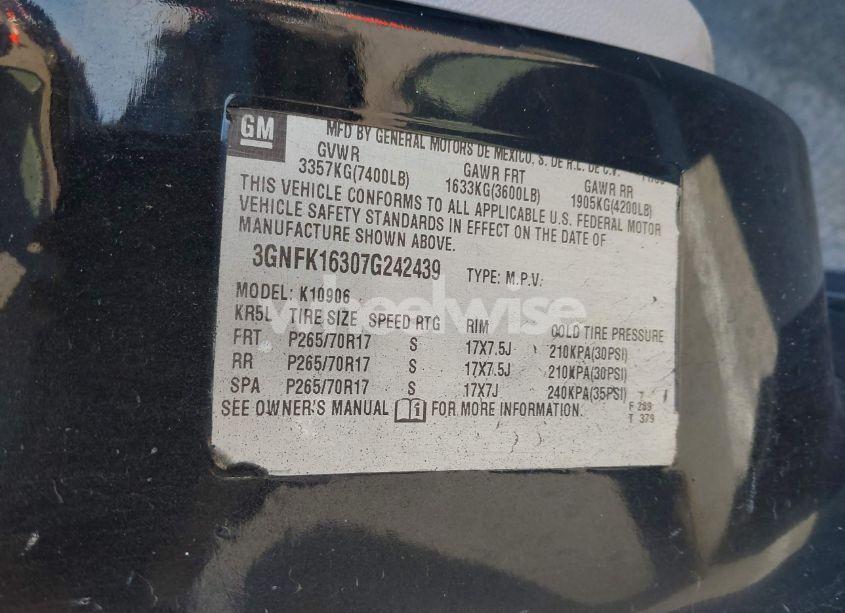 GM
MFD BY GENERAL MOTORS DE MEXICO, S. DE R.L. DE C.V.
GVWR GAWR FRT GAWR RR
3357KG(7400LB) 1633KG(3600LB) 1905KG(4200LB)
THIS VEHICLE CONFORMS TO ALL APPLICABLE U.S. FEDERAL MOTOR
VEHICLE SAFETY STANDARDS IN EFFECT ON THE DATE OF
MANUFACTURE SHOWN ABOVE.
3GNFK16307G242439 TYPE: M.P.V:
MODEL: K10906
wheelwise
KR5L TIRE SIZE SPEED RTG RIM COLD TIRE PRESSURE
FRT P265/70R17 S 17X7.5J 210KPA(30PSI)
RR P265/70R17 S 17X7.5J 210KPA(30PSI)
SPA P265/70R17 S 17X7J 240KPA(35PSI)
SEE OWNER'S MANUAL FOR MORE INFORMATION.
T
F 289
T 379